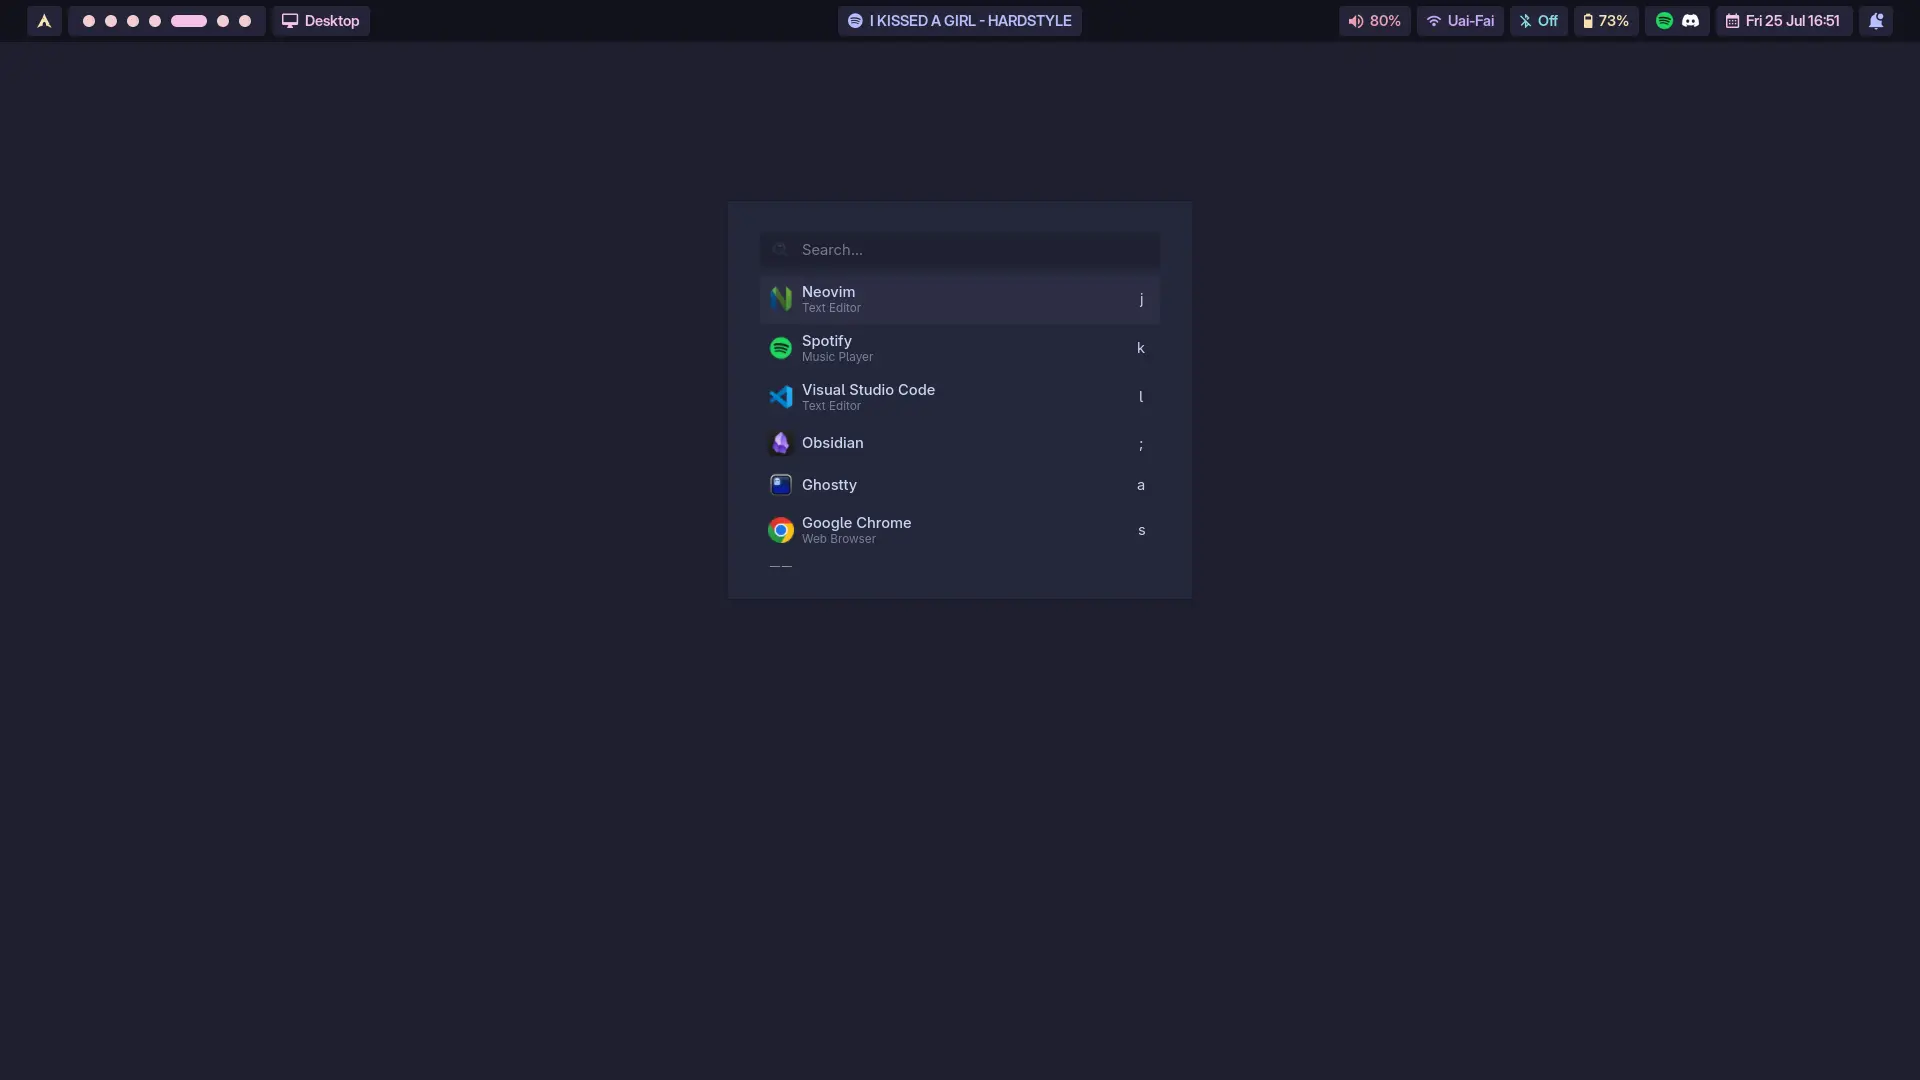 Desktop
I KISSED A GIRL - HARDSTYLE
80%
Uai-Fai
Off
73%
Fri 25 Jul 16:51
Search...
Neovim
Text Editor
j
Spotify
Music Player
k
Visual Studio Code
Text Editor
l
Obsidian
;
Ghostty
a
Google Chrome
Web Browser
s